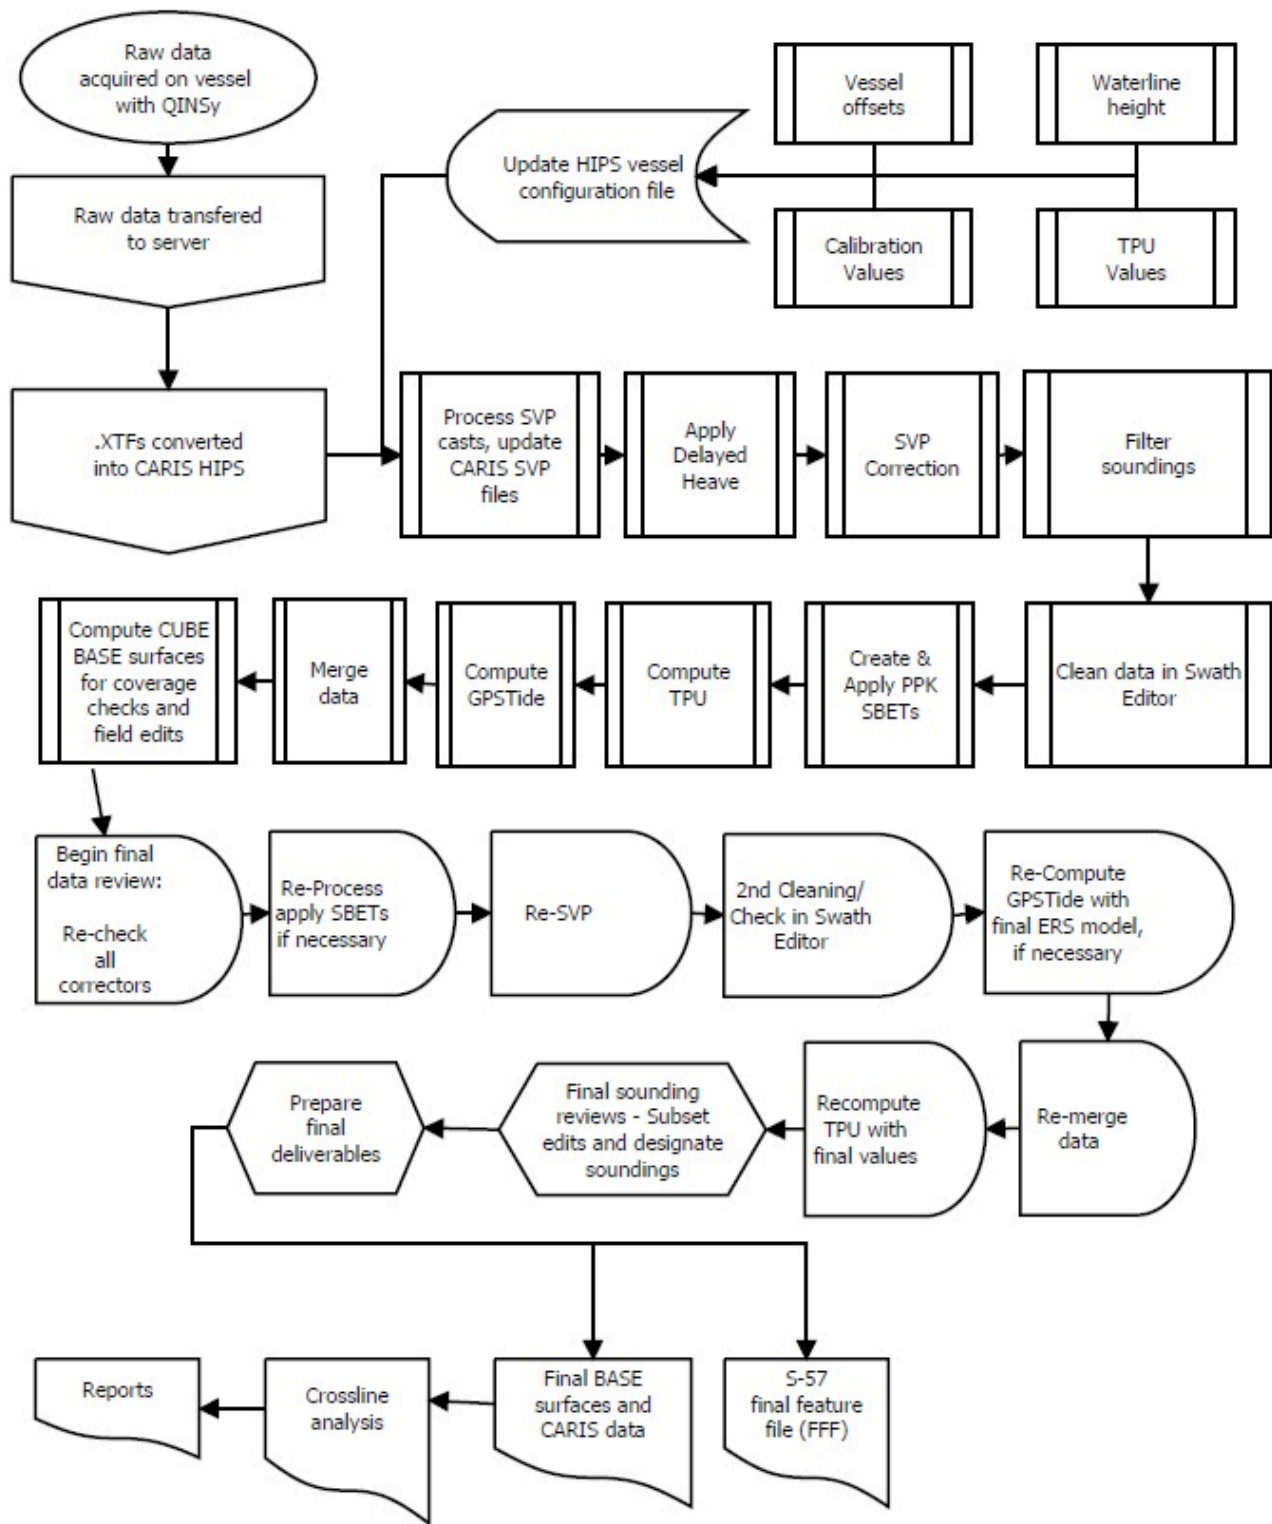 Raw data
acquired on vessel
with QINSy
Vessel
offsets
Waterline
height
Update HIPS vessel
configuration file
Raw data transfered
to server
Calibration
Values
TPU
Values
.XTFs converted
into CARIS HIPS
Process SVP
casts, update
CARIS SVP
files
Apply
Delayed
Heave
SVP
Correction
Filter
soundings
Compute CUBE
BASE surfaces
for coverage
checks and
field edits
Merge
data
Compute
GPSTide
Compute
TPU
Create &
Apply PPK
SBETs
Clean data in Swath
Editor
Begin final
data review:
Re-check
all
correctors
Re-Process
apply SBETs
if necessary
Re-SVP
2nd Cleaning/
Check in Swath
Editor
Re-Compute
GPSTide with
final ERS model,
if necessary
Prepare
final
deliverables
Final sounding
reviews - Subset
edits and designate
soundings
Recompute
TPU with
final values
Re-merge
data
Reports
Crossline
analysis
Final BASE
surfaces and
CARIS data
S-57
final feature
file (FFF)